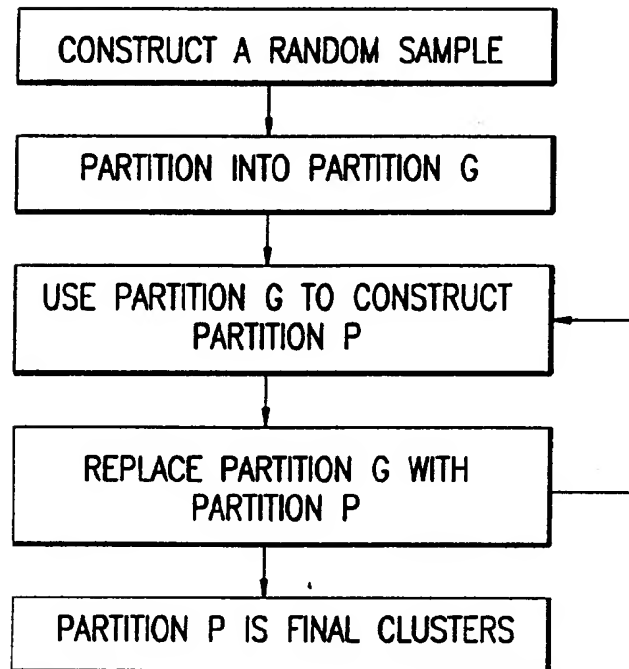 CONSTRUCT A RANDOM SAMPLE
PARTITION INTO PARTITION G
USE PARTITION G TO CONSTRUCT
PARTITION P
REPLACE PARTITION G WITH
PARTITION P
PARTITION P IS FINAL CLUSTERS